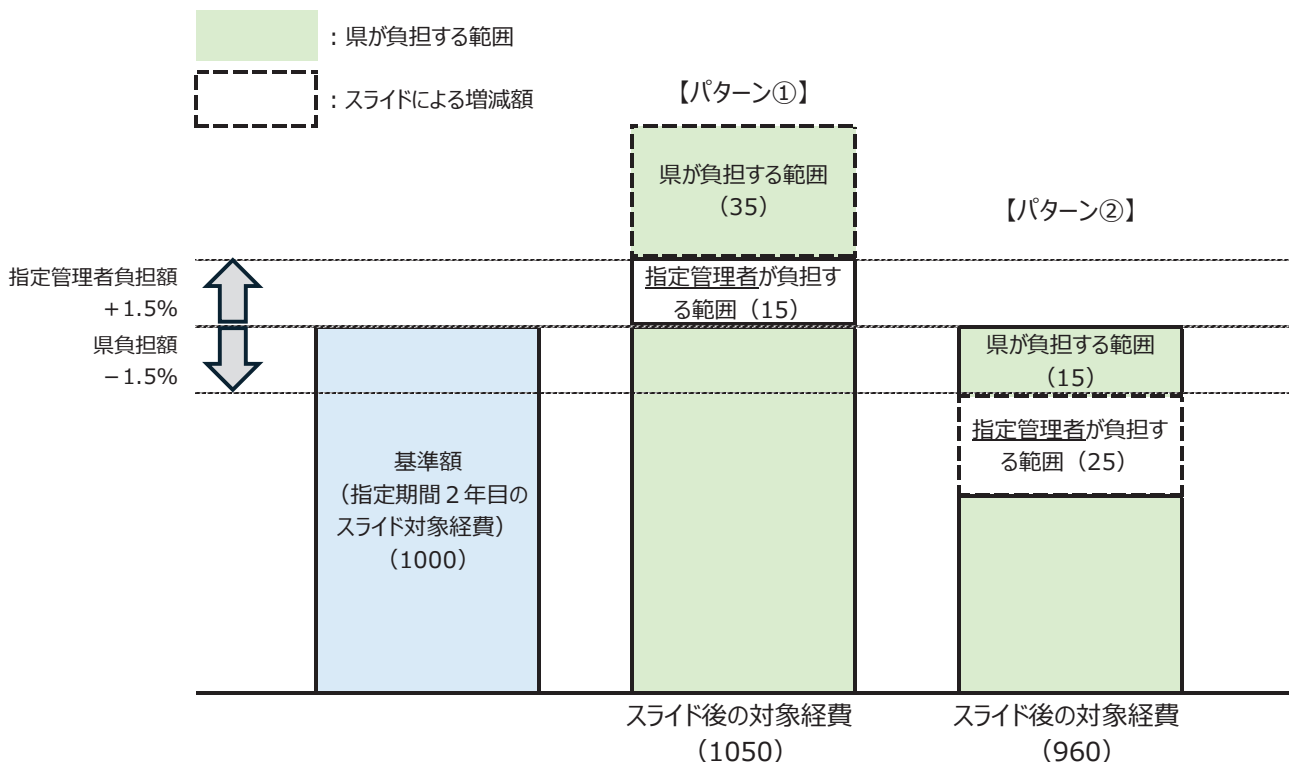 ：県が負担する範囲
：スライドによる増減額
【パターン①】
県が負担する範囲
（35）
【パターン②】
指定管理者負担額
＋1.5%
指定管理者が負担す
る範囲（15）
県負担額
－1.5%
県が負担する範囲
（15）
指定管理者が負担す
る範囲（25）
基準額
（指定期間２年目の
スライド対象経費）
（1000）
スライド後の対象経費
（1050）
スライド後の対象経費
（960）